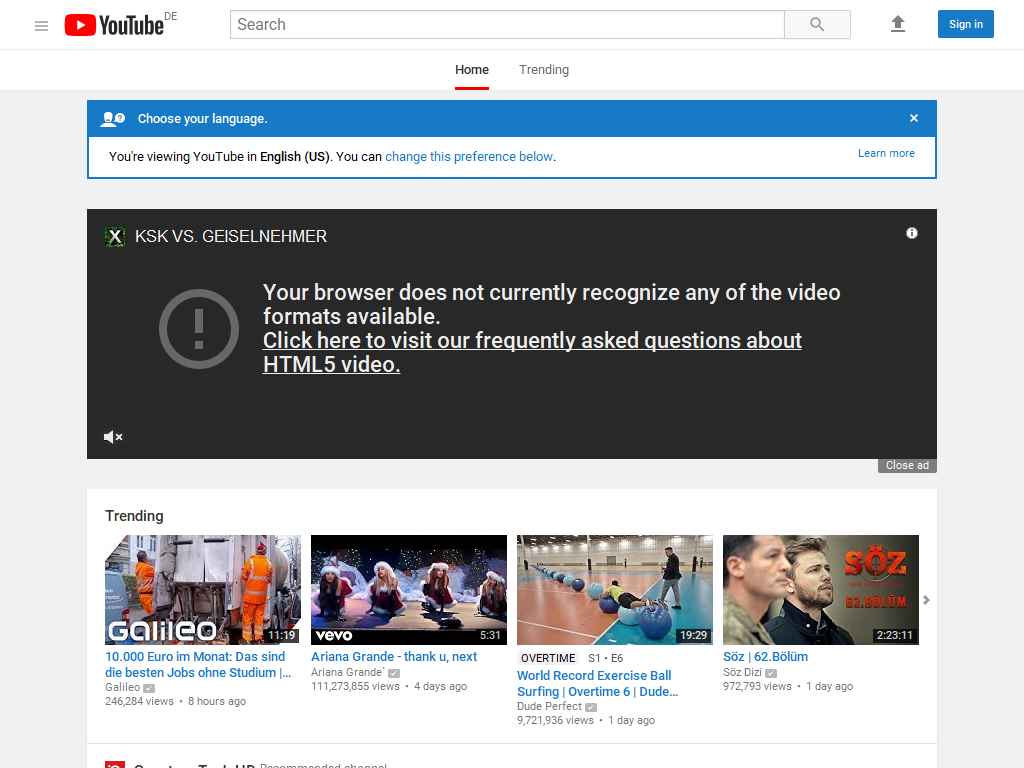 YouTube DE
Search
Sign in
Home
Trending
Choose your language.
×
You're viewing YouTube in English (US). You can change this preference below.
Learn more
X KSK VS. GEISELNEHMER
Your browser does not currently recognize any of the video
formats available.
Click here to visit our frequently asked questions about
HTML5 video.
Close ad
Trending
GALILEO
11:19
vevo
5:31
19:29
SÖZ
62.BÖLÜM
2:23:11
10.000 Euro im Monat: Das sind
die besten Jobs ohne Studium |...
Galileo
246,284 views • 8 hours ago
Ariana Grande - thank u, next
Ariana Grande`
111,273,855 views • 4 days ago
OVERTIME S1 • E6
World Record Exercise Ball
Surfing | Overtime 6 | Dude...
Dude Perfect
9,721,936 views • 1 day ago
Söz | 62.Bölüm
Söz Dizi
972,793 views • 1 day ago
Recommended channel